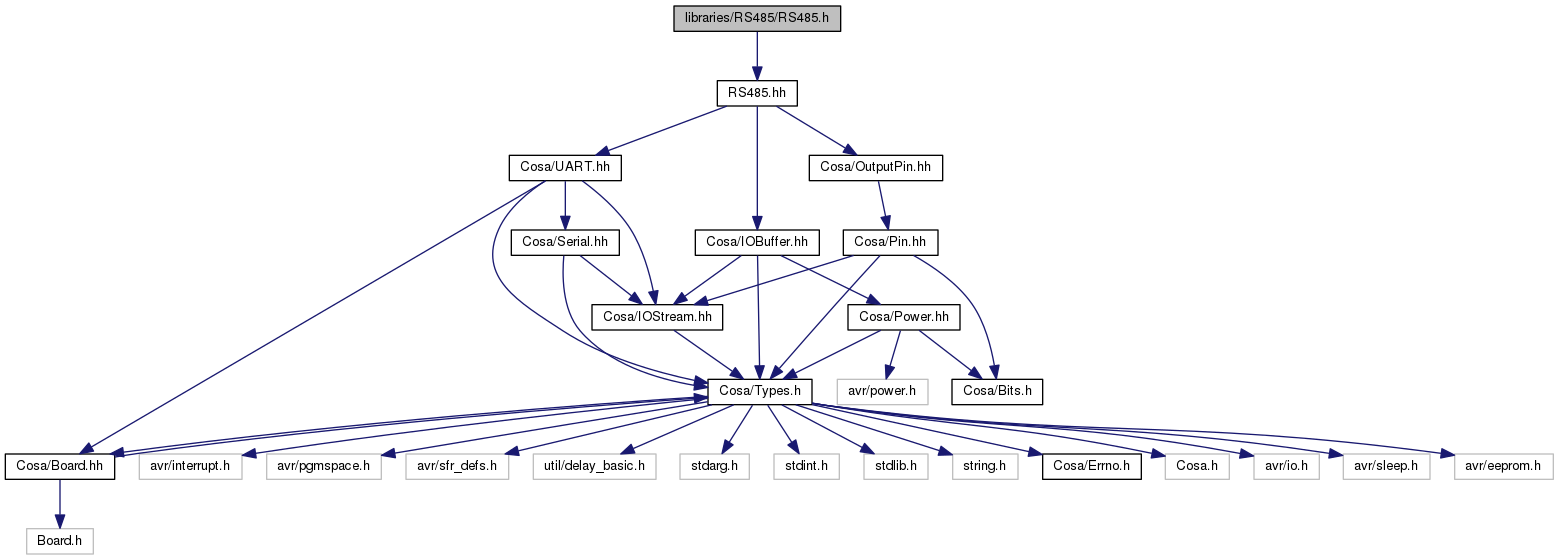 libraries/RS485/RS485.h
RS485.hh
Cosa/UART.hh
Cosa/OutputPin.hh
Cosa/Serial.hh
Cosa/IOBuffer.hh
Cosa/Pin.hh
Cosa/IOStream.hh
Cosa/Power.hh
Cosa/Types.h
avr/power.h
Cosa/Bits.h
Cosa/Board.hh
avr/interrupt.h
avr/pgmspace.h
avr/sfr_defs.h
util/delay_basic.h
stdarg.h
stdint.h
stdlib.h
string.h
Cosa/Errno.h
Cosa.h
avr/io.h
avr/sleep.h
avr/eeprom.h
Board.h